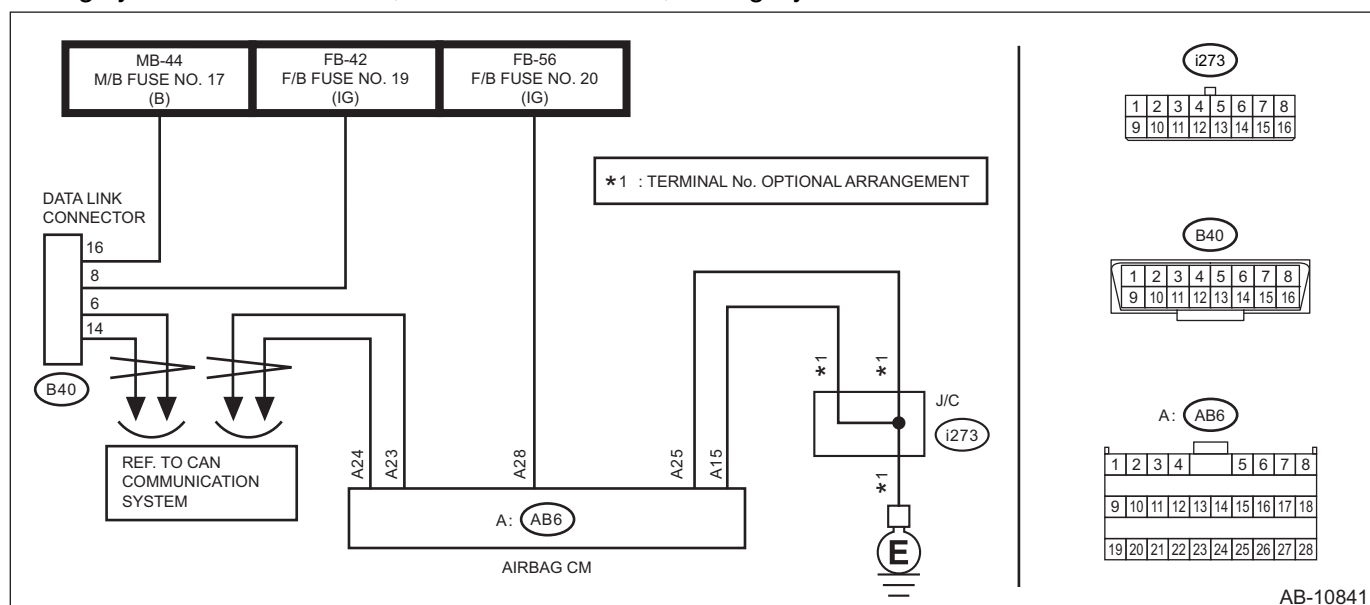 MB-44
M/B FUSE NO. 17
(B)
FB-42
F/B FUSE NO. 19
(IG)
FB-56
F/B FUSE NO. 20
(IG)
*1 : TERMINAL No. OPTIONAL ARRANGEMENT
DATA LINK
CONNECTOR
16
8
6
14
B40
REF. TO CAN
COMMUNICATION
SYSTEM
A24
A23
A28
A25
A15
*1
*1
J/C
i273
*1
E
A: AB6
AIRBAG CM
i273
1 2 3 4 5 6 7 8
9 10 11 12 13 14 15 16
B40
1 2 3 4 5 6 7 8
9 10 11 12 13 14 15 16
A: AB6
1 2 3 4 5 6 7 8
9 10 11 12 13 14 15 16 17 18
19 20 21 22 23 24 25 26 27 28
AB-10841